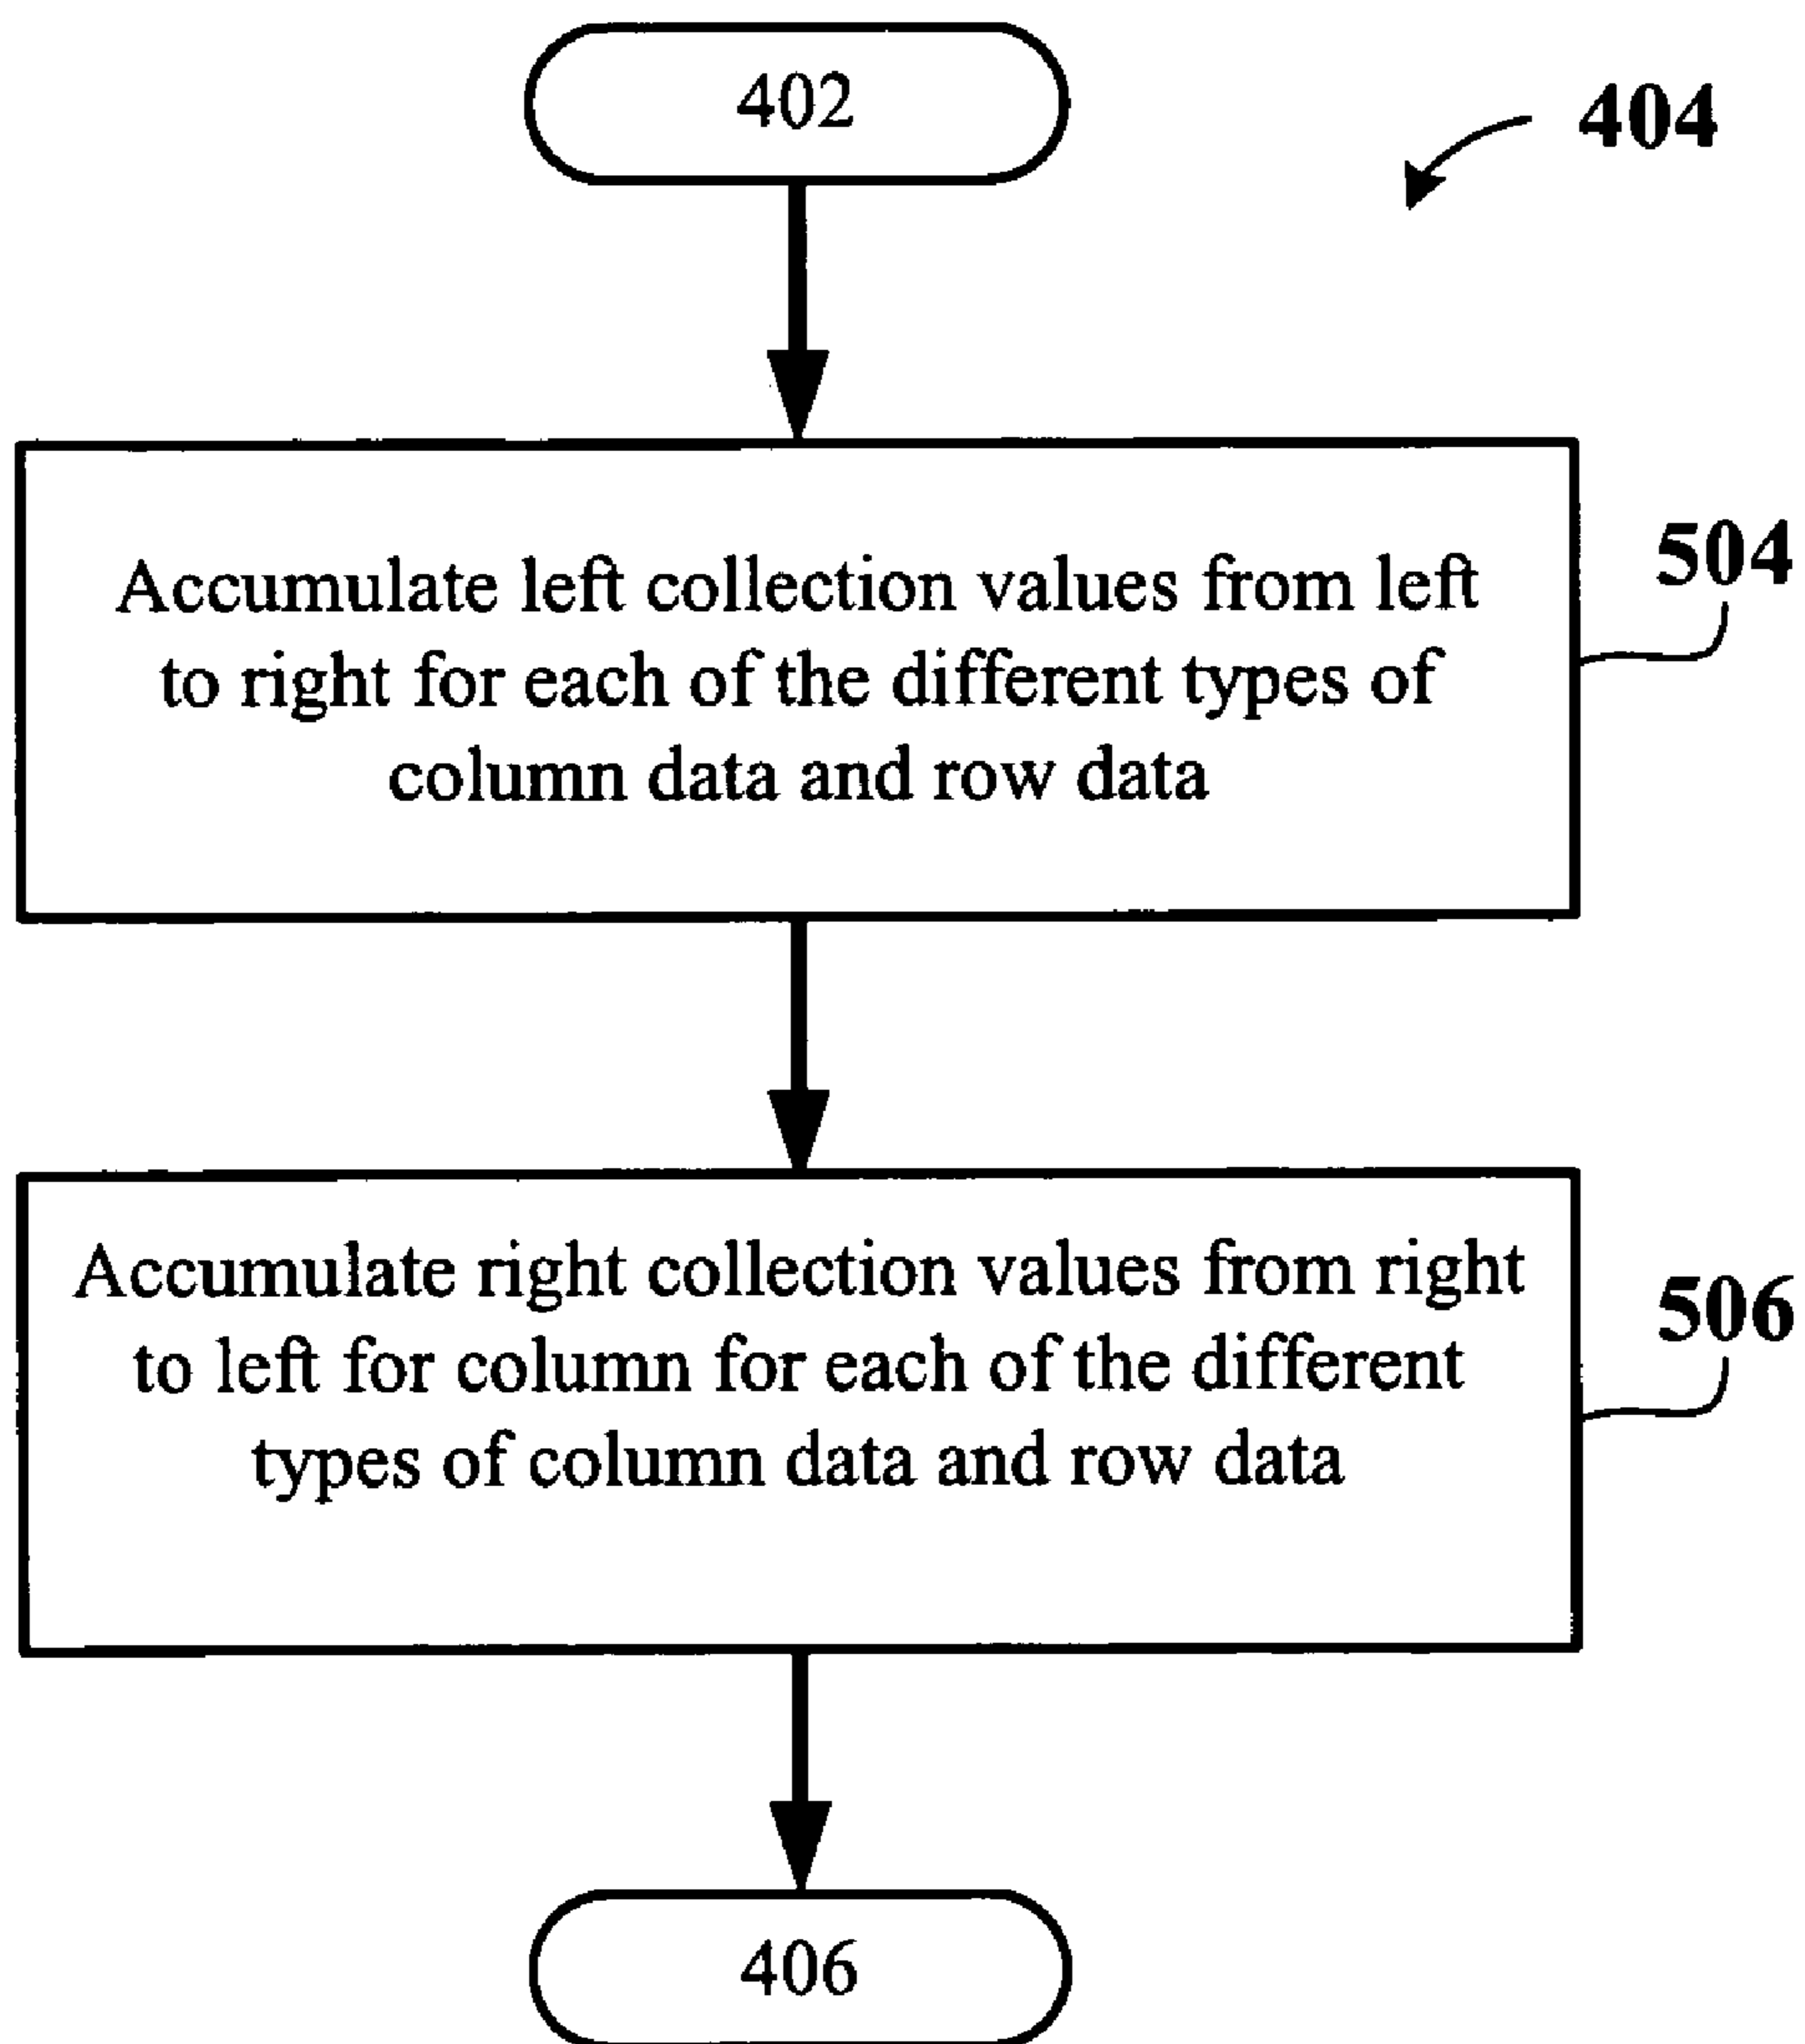 402
404
Accumulate left collection values from left
to right for each of the different types of
column data and row data
504
Accumulate right collection values from right
to left for column for each of the different
types of column data and row data
506
406